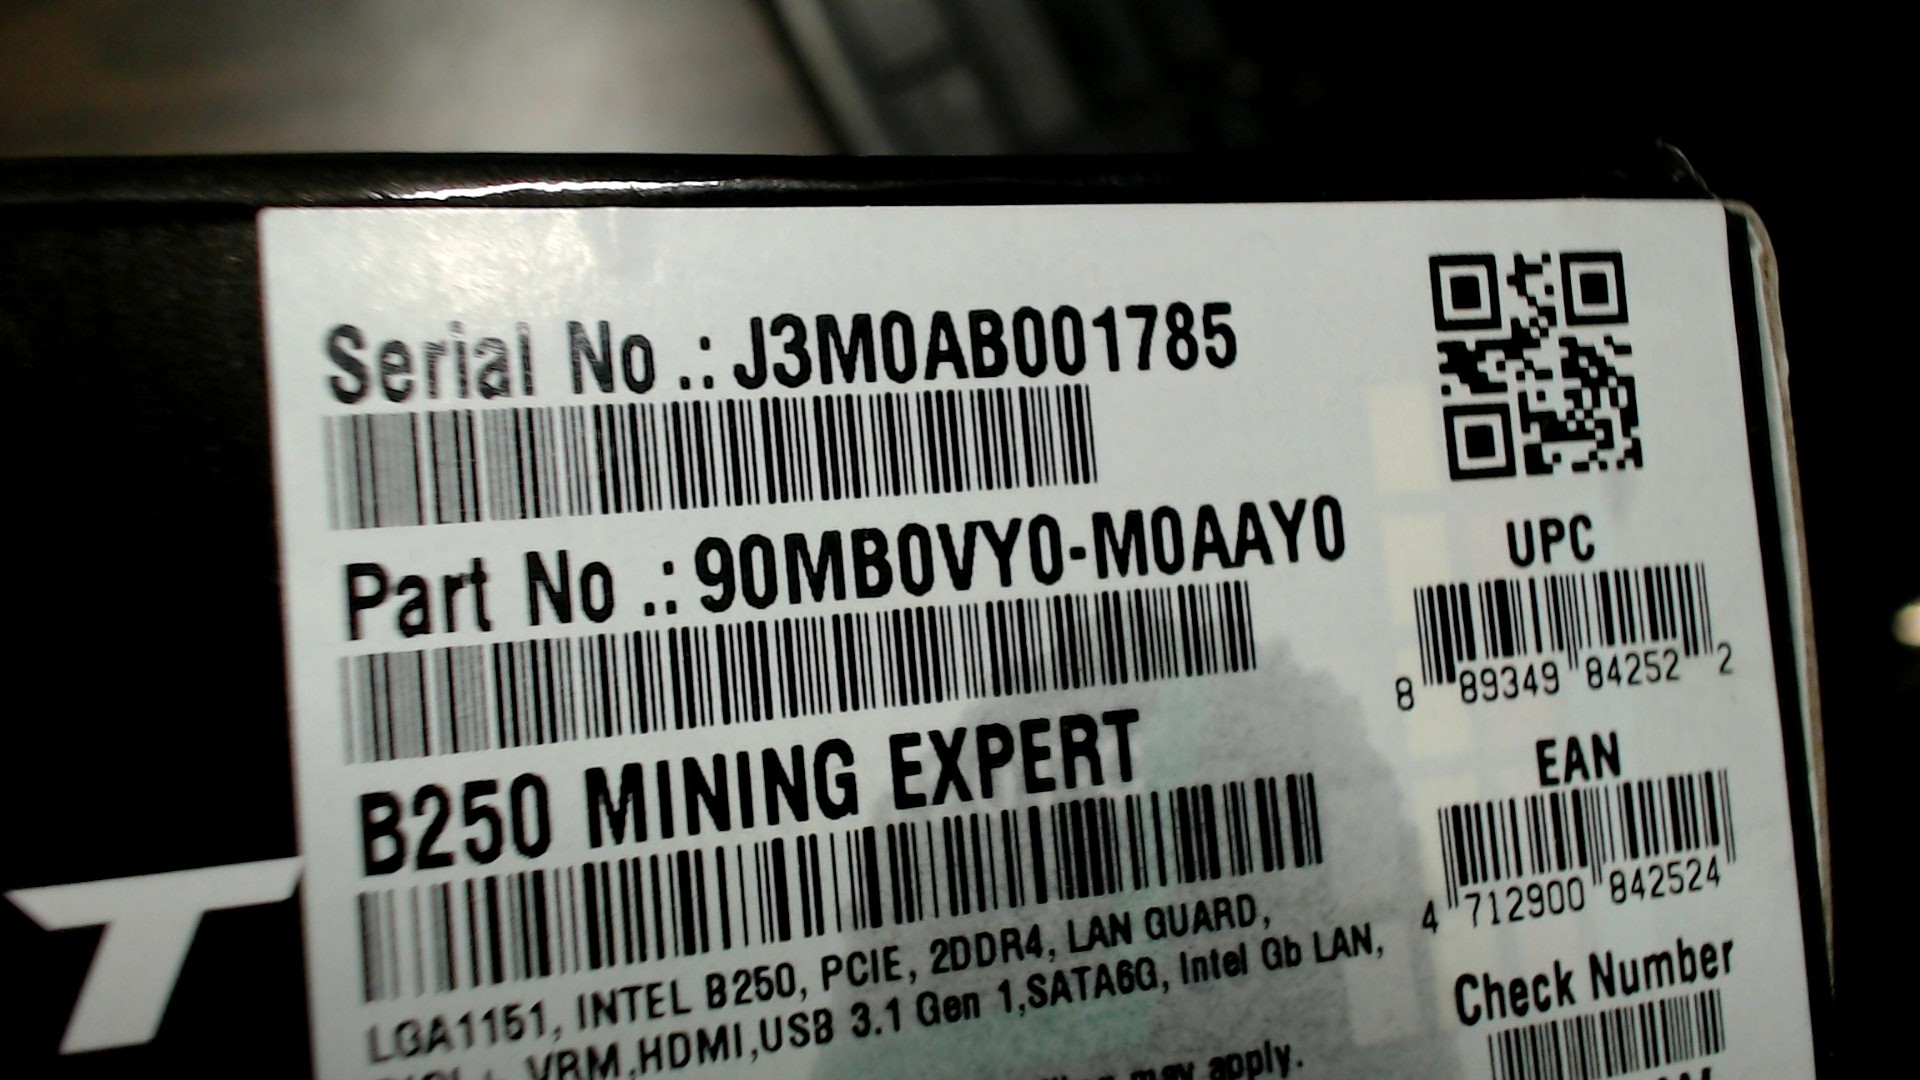 Serial No .: J3M0AB001785
Part No .: 90MB0VY0-M0AAY0
B250 MINING EXPERT
LGA1151, INTEL B250, PCIE, 2DDR4, LAN GUARD,
VRM,HDMI,USB 3.1 Gen 1,SATA6G, Intel Gb LAN,
may apply.
UPC
8 89349 84252 2
EAN
4 712900 842524
Check Number
T